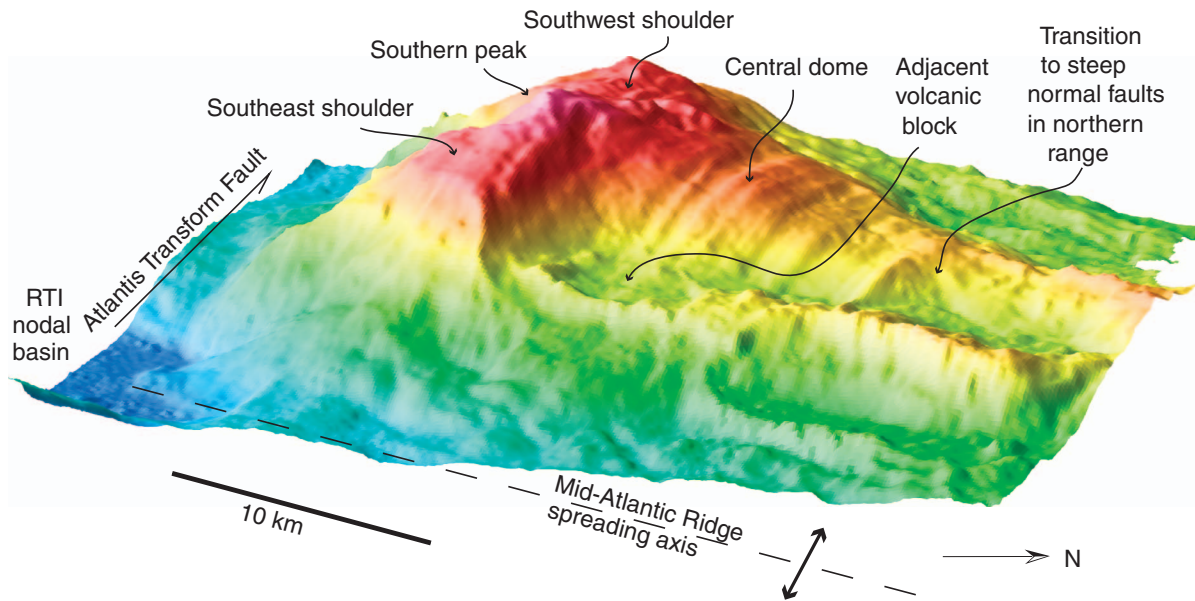 Southwest shoulder
Southern peak
Southeast shoulder
Central dome
Adjacent
volcanic
block
Transition
to steep
normal faults
in northern
range
Atlantis Transform Fault
RTI
nodal
basin
10 km
Mid-Atlantic Ridge
spreading axis
N